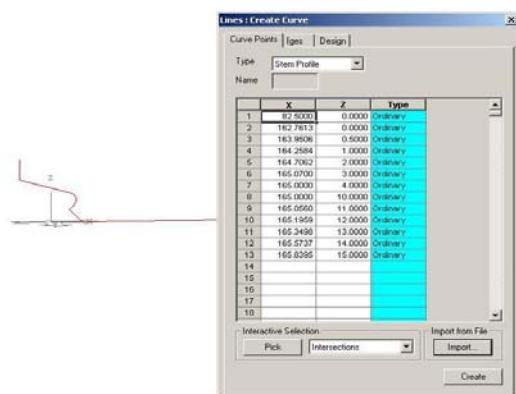 Lines : Create Curve
Curve Points Iges Design
Type Stem Profile
Name
X Z Type
1 82.5000 0.0000 Ordinary
2 162.7613 0.0000 Ordinary
3 163.9506 0.5000 Ordinary
4 164.2584 1.0000 Ordinary
5 164.7062 2.0000 Ordinary
6 165.0700 3.0000 Ordinary
7 165.0000 4.0000 Ordinary
8 165.0000 10.0000 Ordinary
9 165.0560 11.0000 Ordinary
10 165.1959 12.0000 Ordinary
11 165.3498 13.0000 Ordinary
12 165.5737 14.0000 Ordinary
13 165.8395 15.0000 Ordinary
14
15
16
17
18
Interactive Selection Import from File
Pick Intersections Import...
Create
Z